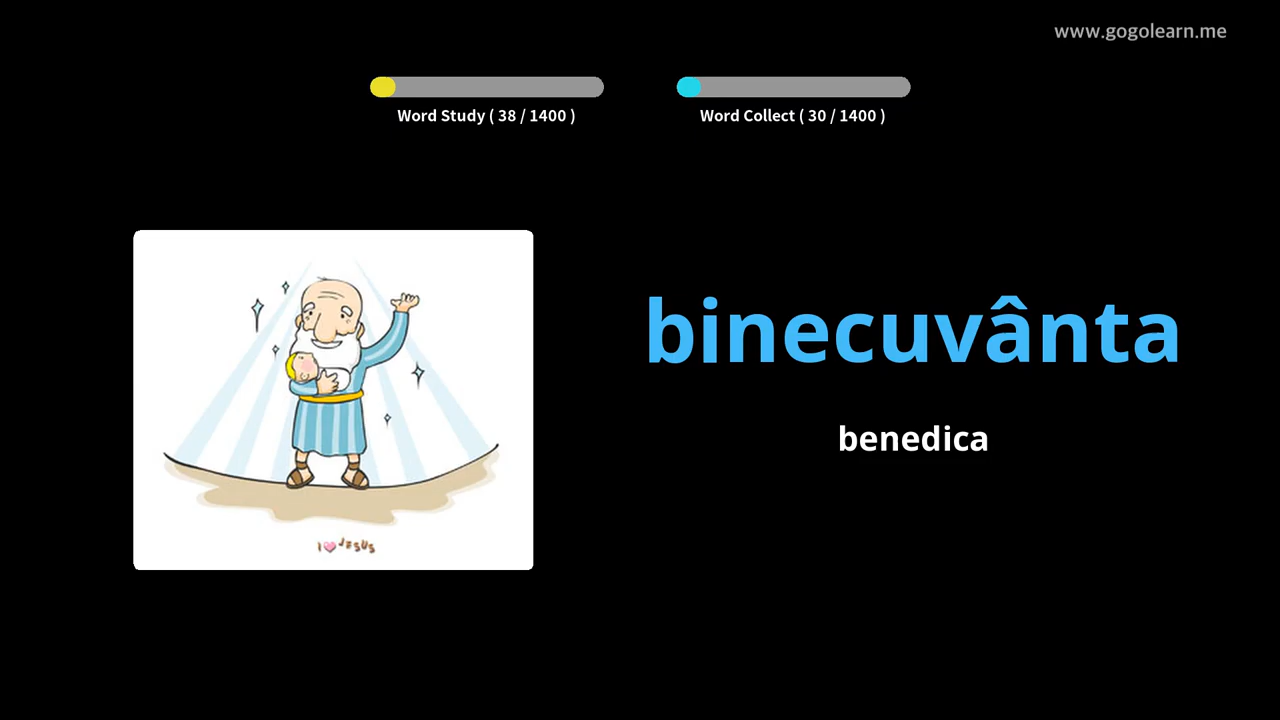 www.gogolearn.me
Word Study ( 38 / 1400 )
Word Collect ( 30 / 1400 )
binecuvânta
benedica
I JESUS